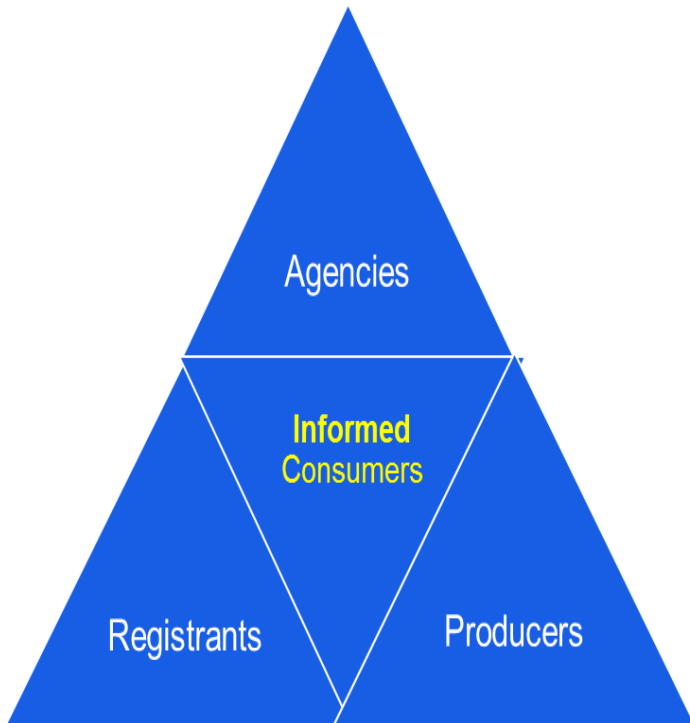 Agencies
Informed
Consumers
Registrants
Producers